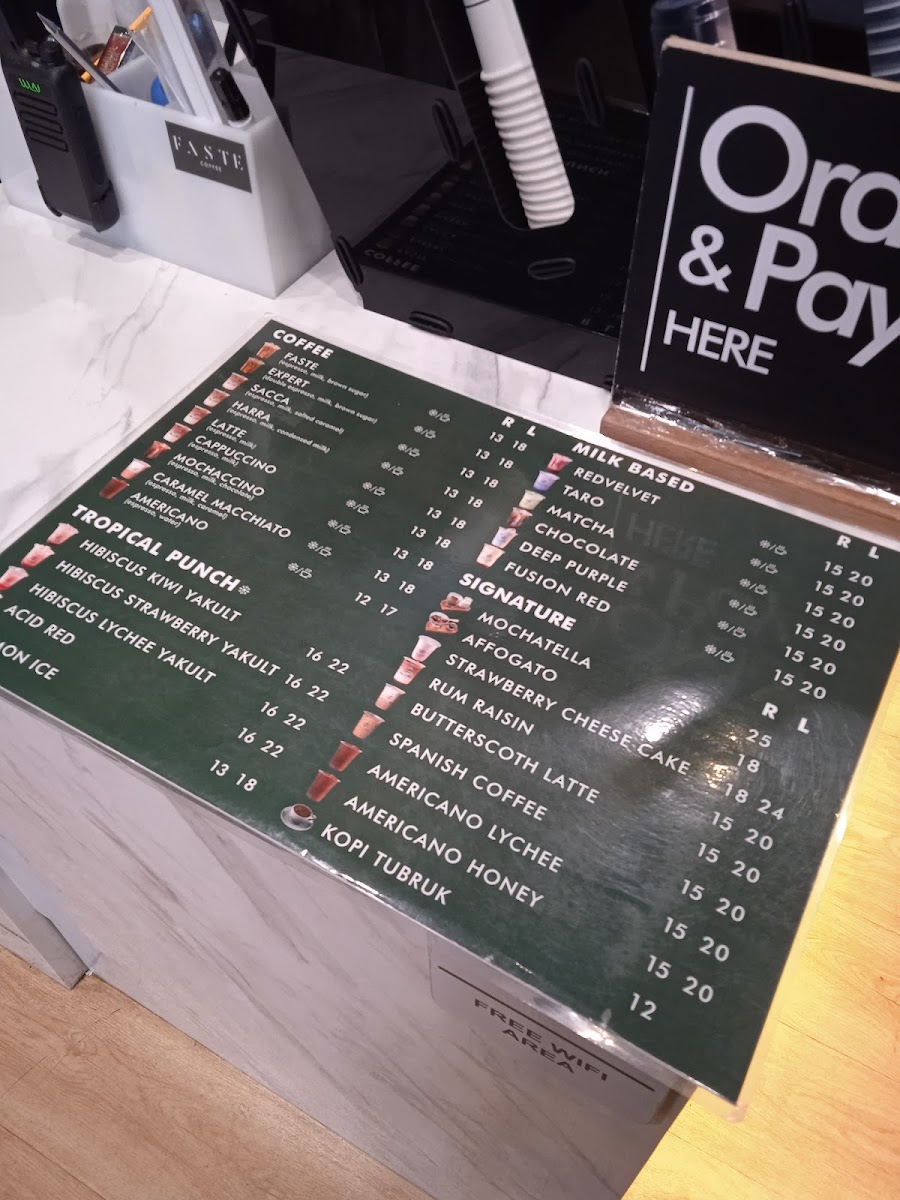 FASTE
COFFEE
Ord
& Pay
HERE
COFFEE
R L
FASTE 13 18
(espresso, milk, brown sugar)
EXPERT 13 18
(double espresso, milk, brown sugar)
SACCA 13 18
(espresso, milk, salted caramel)
HARRA 13 18
(espresso, milk, condensed milk)
LATTE 13 18
(espresso, milk)
CAPPUCCINO 13 18
(espresso, milk)
MOCHACCINO 13 18
(espresso, milk, chocolate)
CARAMEL MACCHIATO 13 18
(espresso, milk, caramel)
AMERICANO 12 17
(espresso, water)
TROPICAL PUNCH
HIBISCUS KIWI YAKULT 16 22
HIBISCUS STRAWBERRY YAKULT 16 22
HIBISCUS LYCHEE YAKULT 16 22
ACID RED 16 22
MON ICE 13 18
MILK BASED
R L
REDVELVET 15 20
TARO 15 20
MATCHA 15 20
CHOCOLATE 15 20
DEEP PURPLE 15 20
FUSION RED 15 20
SIGNATURE
R L
MOCHATELLA 25
AFFOGATO 18
STRAWBERRY CHEESE CAKE 18 24
RUM RAISIN 15 20
BUTTERSCOTH LATTE 15 20
SPANISH COFFEE 15 20
AMERICANO LYCHEE 15 20
AMERICANO HONEY 15 20
KOPI TUBRUK 12
FREE WIFI
AREA